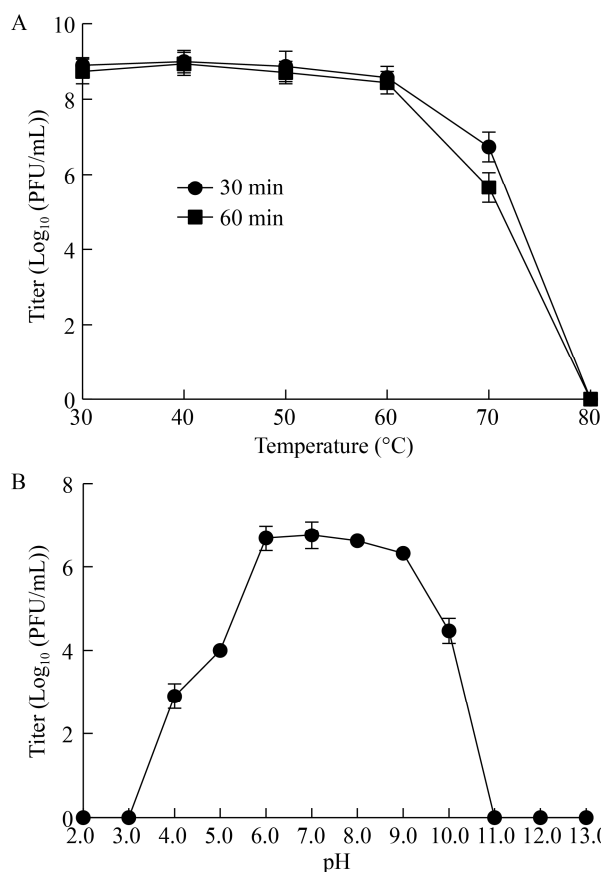 A
10
8
6
4
2
0
Titer (Log₁₀ (PFU/mL))
30 min
60 min
30 40 50 60 70 80
Temperature (°C)
B
8
6
4
2
0
Titer (Log₁₀ (PFU/mL))
2.0 3.0 4.0 5.0 6.0 7.0 8.0 9.0 10.0 11.0 12.0 13.0
pH